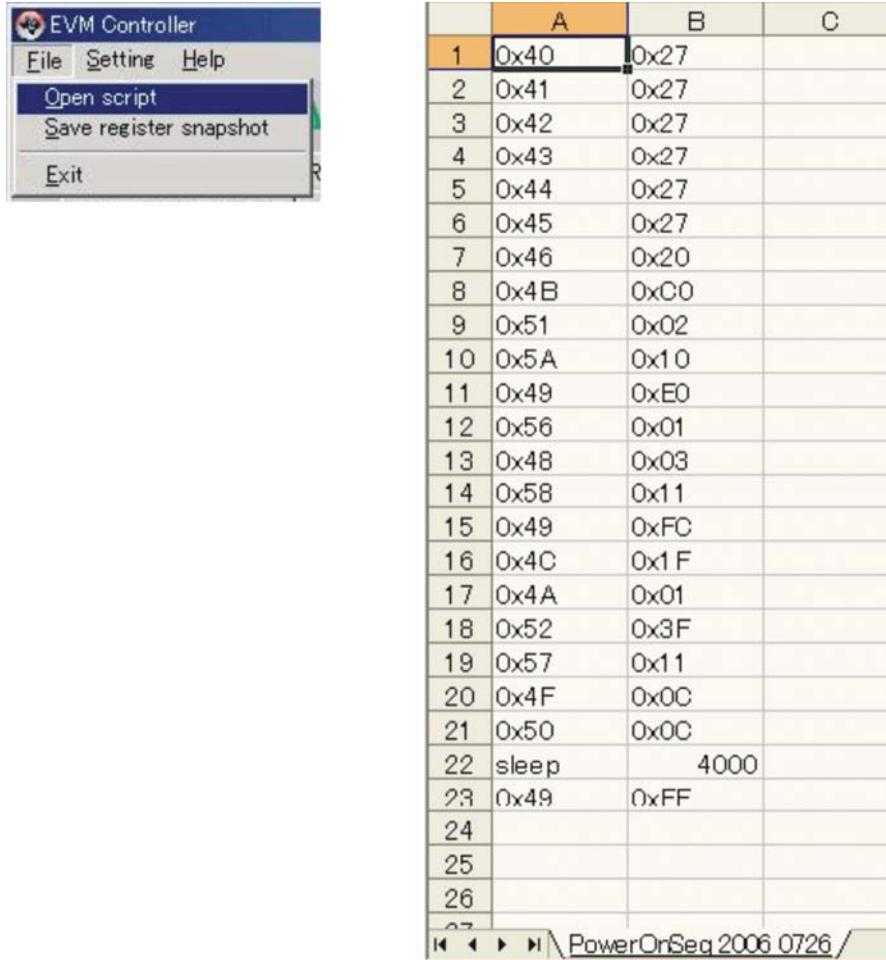 EVM Controller
File Setting Help
Open script
Save register snapshot
Exit
A B C
1 0x40 0x27
2 0x41 0x27
3 0x42 0x27
4 0x43 0x27
5 0x44 0x27
6 0x45 0x27
7 0x46 0x20
8 0x4B 0xC0
9 0x51 0x02
10 0x5A 0x10
11 0x49 0xE0
12 0x56 0x01
13 0x48 0x03
14 0x58 0x11
15 0x49 0xFC
16 0x4C 0x1F
17 0x4A 0x01
18 0x52 0x3F
19 0x57 0x11
20 0x4F 0x0C
21 0x50 0x0C
22 sleep 4000
23 0x49 0xFF
24
25
26
PowerOnSeq 2006 0726